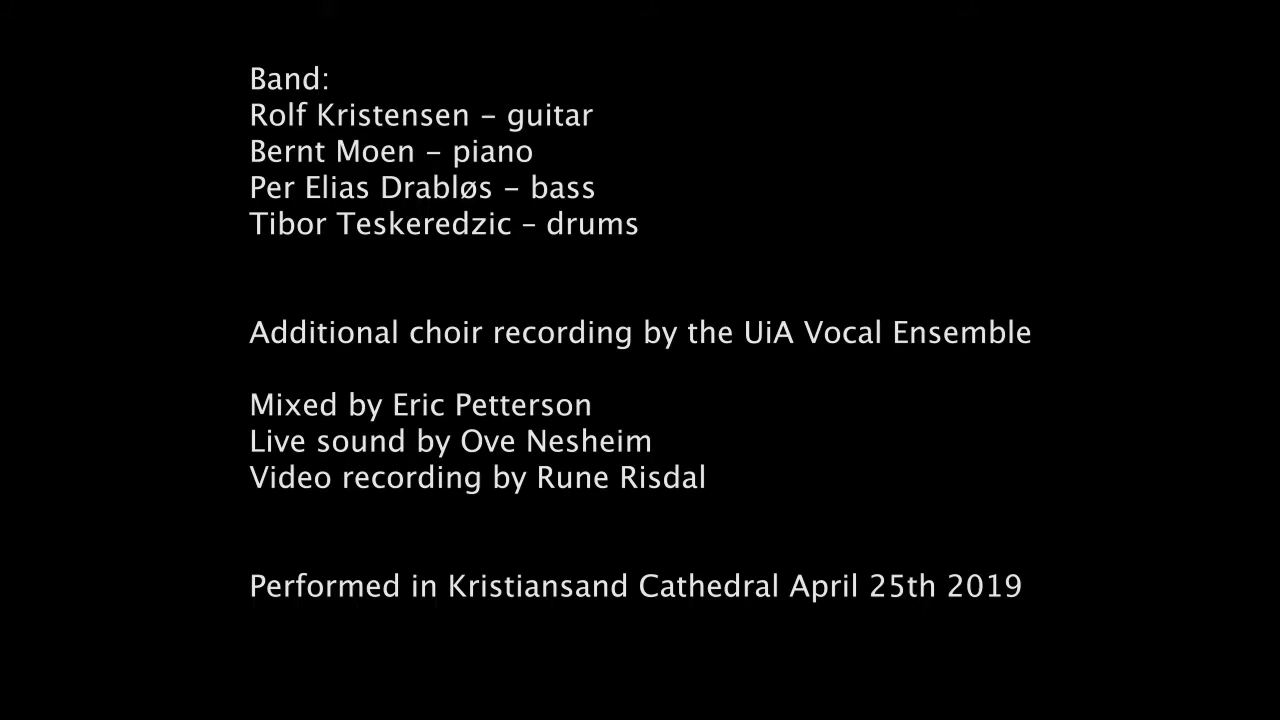 Band:
Rolf Kristensen – guitar
Bernt Moen – piano
Per Elias Drabløs – bass
Tibor Teskeredzic – drums
Additional choir recording by the UiA Vocal Ensemble
Mixed by Eric Petterson
Live sound by Ove Nesheim
Video recording by Rune Risdal
Performed in Kristiansand Cathedral April 25th 2019